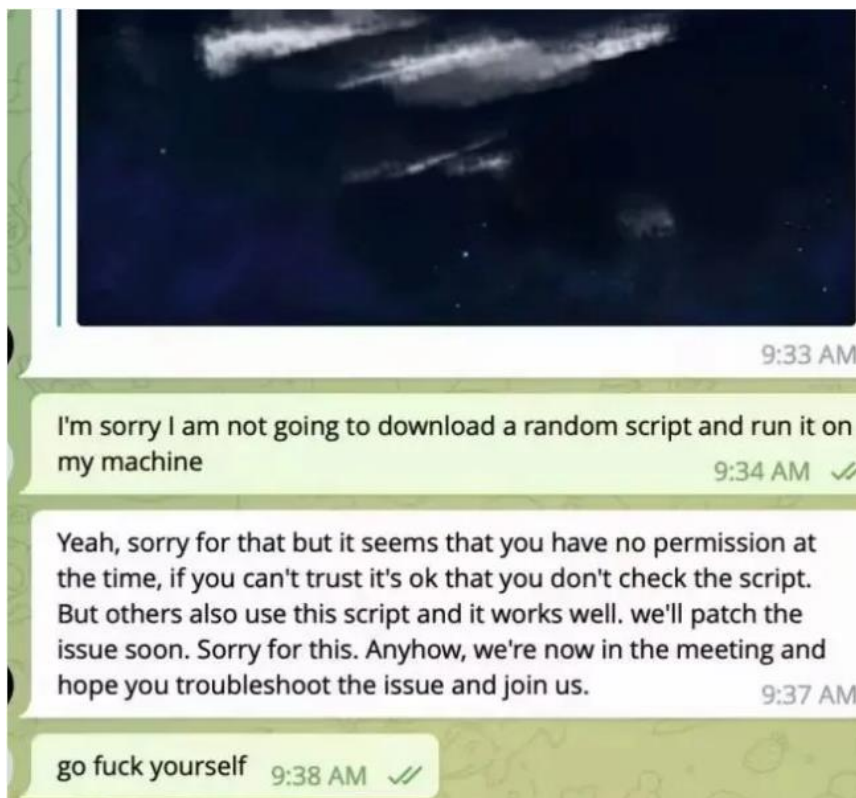 9:33 AM
I'm sorry I am not going to download a random script and run it on
my machine
9:34 AM
Yeah, sorry for that but it seems that you have no permission at
the time, if you can't trust it's ok that you don't check the script.
But others also use this script and it works well. we'll patch the
issue soon. Sorry for this. Anyhow, we're now in the meeting and
hope you troubleshoot the issue and join us.
9:37 AM
go fuck yourself 9:38 AM